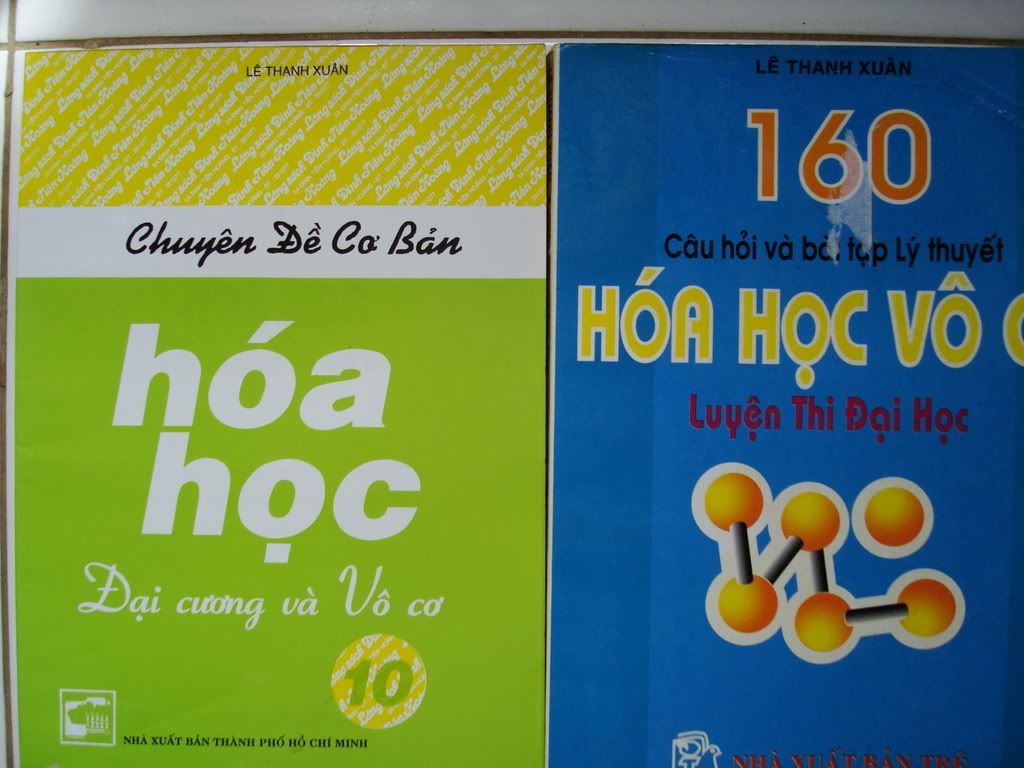 LÊ THANH XUÂN
Chuyên Đề Cơ Bản
hóa
học
Đại cương và Vô cơ
10
NHÀ XUẤT BẢN THÀNH PHỐ HỒ CHÍ MINH
LÊ THANH XUÂN
160
Câu hỏi và bài tập Lý thuyết
HÓA HỌC VÔ
Luyện Thi Đại Học
NHÀ XUẤT BẢN TRẺ